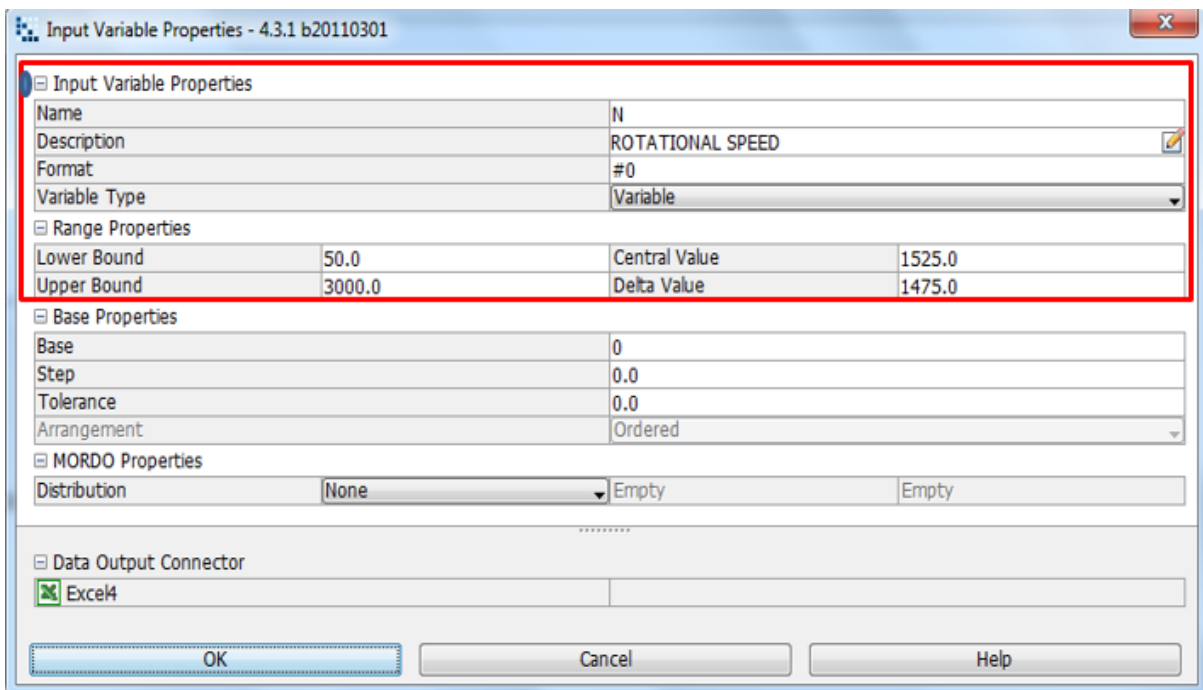 Input Variable Properties - 4.3.1 b20110301
Input Variable Properties
Name N
Description ROTATIONAL SPEED
Format #0
Variable Type Variable
Range Properties
Lower Bound 50.0 Central Value 1525.0
Upper Bound 3000.0 Delta Value 1475.0
Base Properties
Base 0
Step 0.0
Tolerance 0.0
Arrangement Ordered
MORDO Properties
Distribution None Empty Empty
Data Output Connector
Excel4
OK Cancel Help